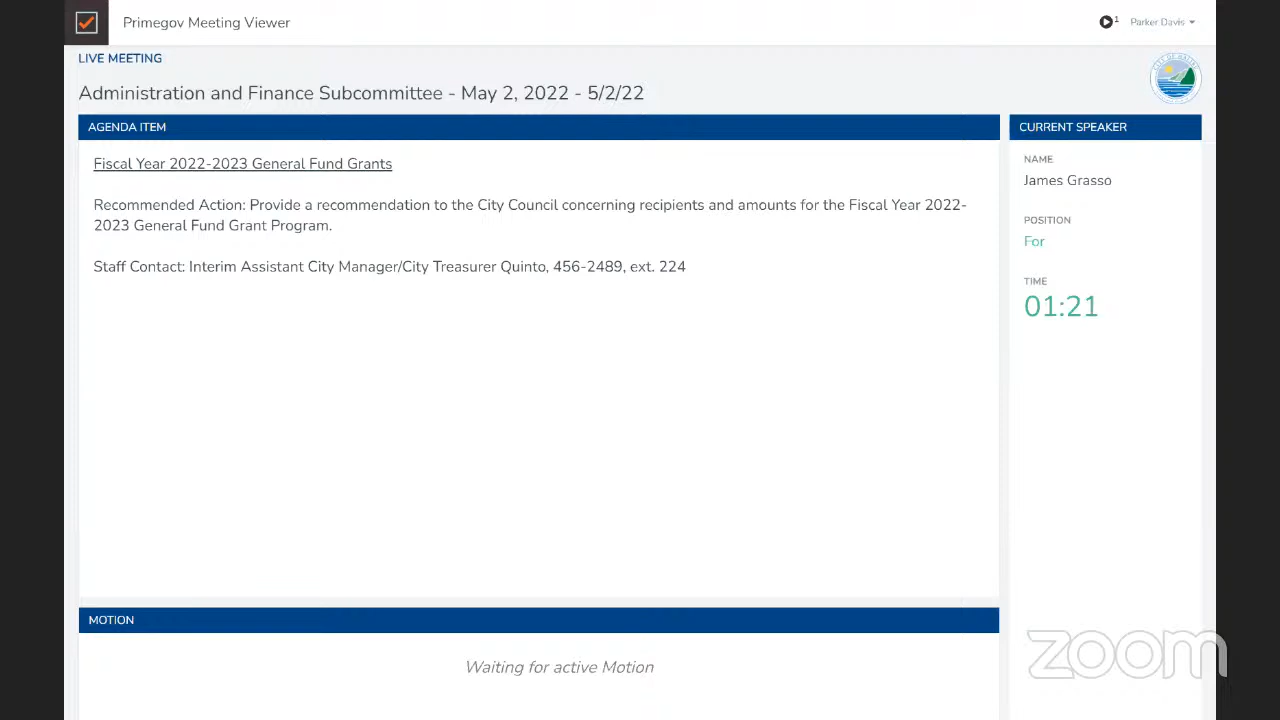 Primegov Meeting Viewer
1
Parker Davis
LIVE MEETING
Administration and Finance Subcommittee - May 2, 2022 - 5/2/22
AGENDA ITEM
Fiscal Year 2022-2023 General Fund Grants
Recommended Action: Provide a recommendation to the City Council concerning recipients and amounts for the Fiscal Year 2022-
2023 General Fund Grant Program.
Staff Contact: Interim Assistant City Manager/City Treasurer Quinto, 456-2489, ext. 224
CURRENT SPEAKER
NAME
James Grasso
POSITION
For
TIME
01:21
MOTION
Waiting for active Motion
zoom